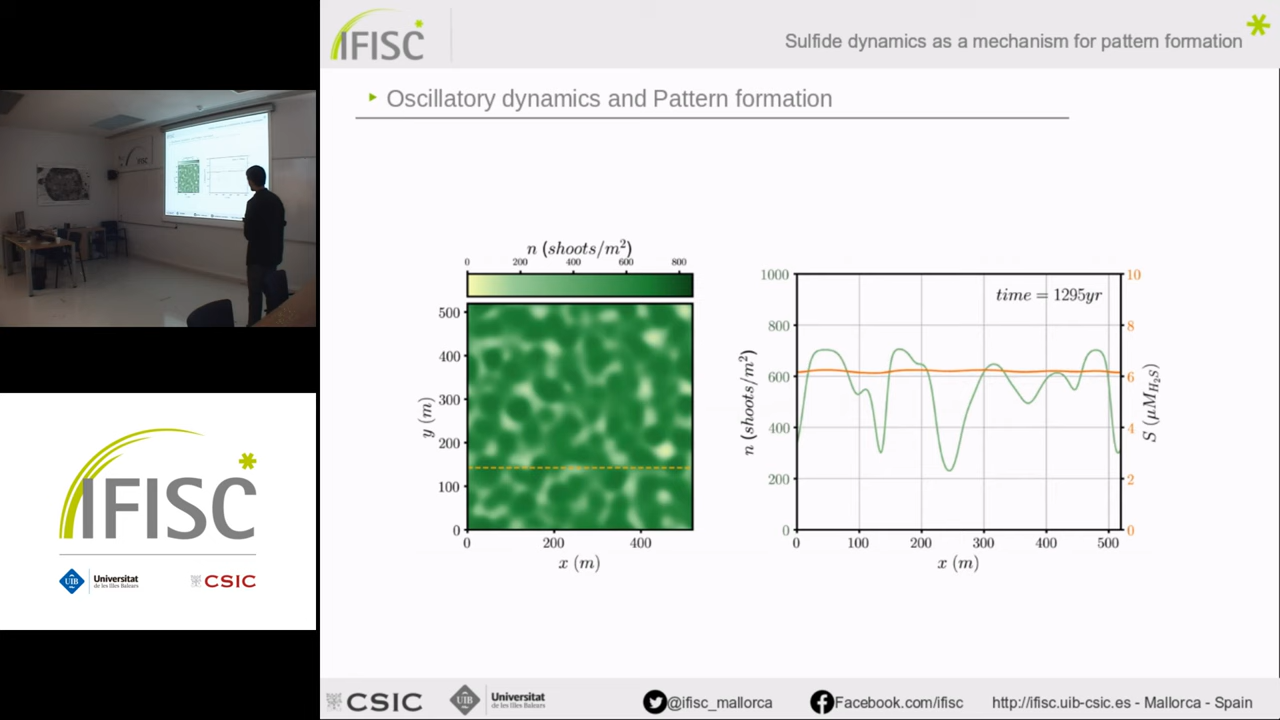 IFISC
Sulfide dynamics as a mechanism for pattern formation
Oscillatory dynamics and Pattern formation
n (shoots/m²)
0 200 400 600 800
500
400
300
200
100
0
y (m)
0 200 400
x (m)
1000
800
600
400
200
0
n (shoots/m²)
time = 1295yr
10
8
6
4
2
0
S (μM_H₂S)
0 100 200 300 400 500
x (m)
IFISC
UIB Universitat
de les Illes Balears
CSIC
CSIC
UIB Universitat
de les Illes Balears
@ifisc_mallorca
Facebook.com/ifisc
http://ifisc.uib-csic.es - Mallorca - Spain